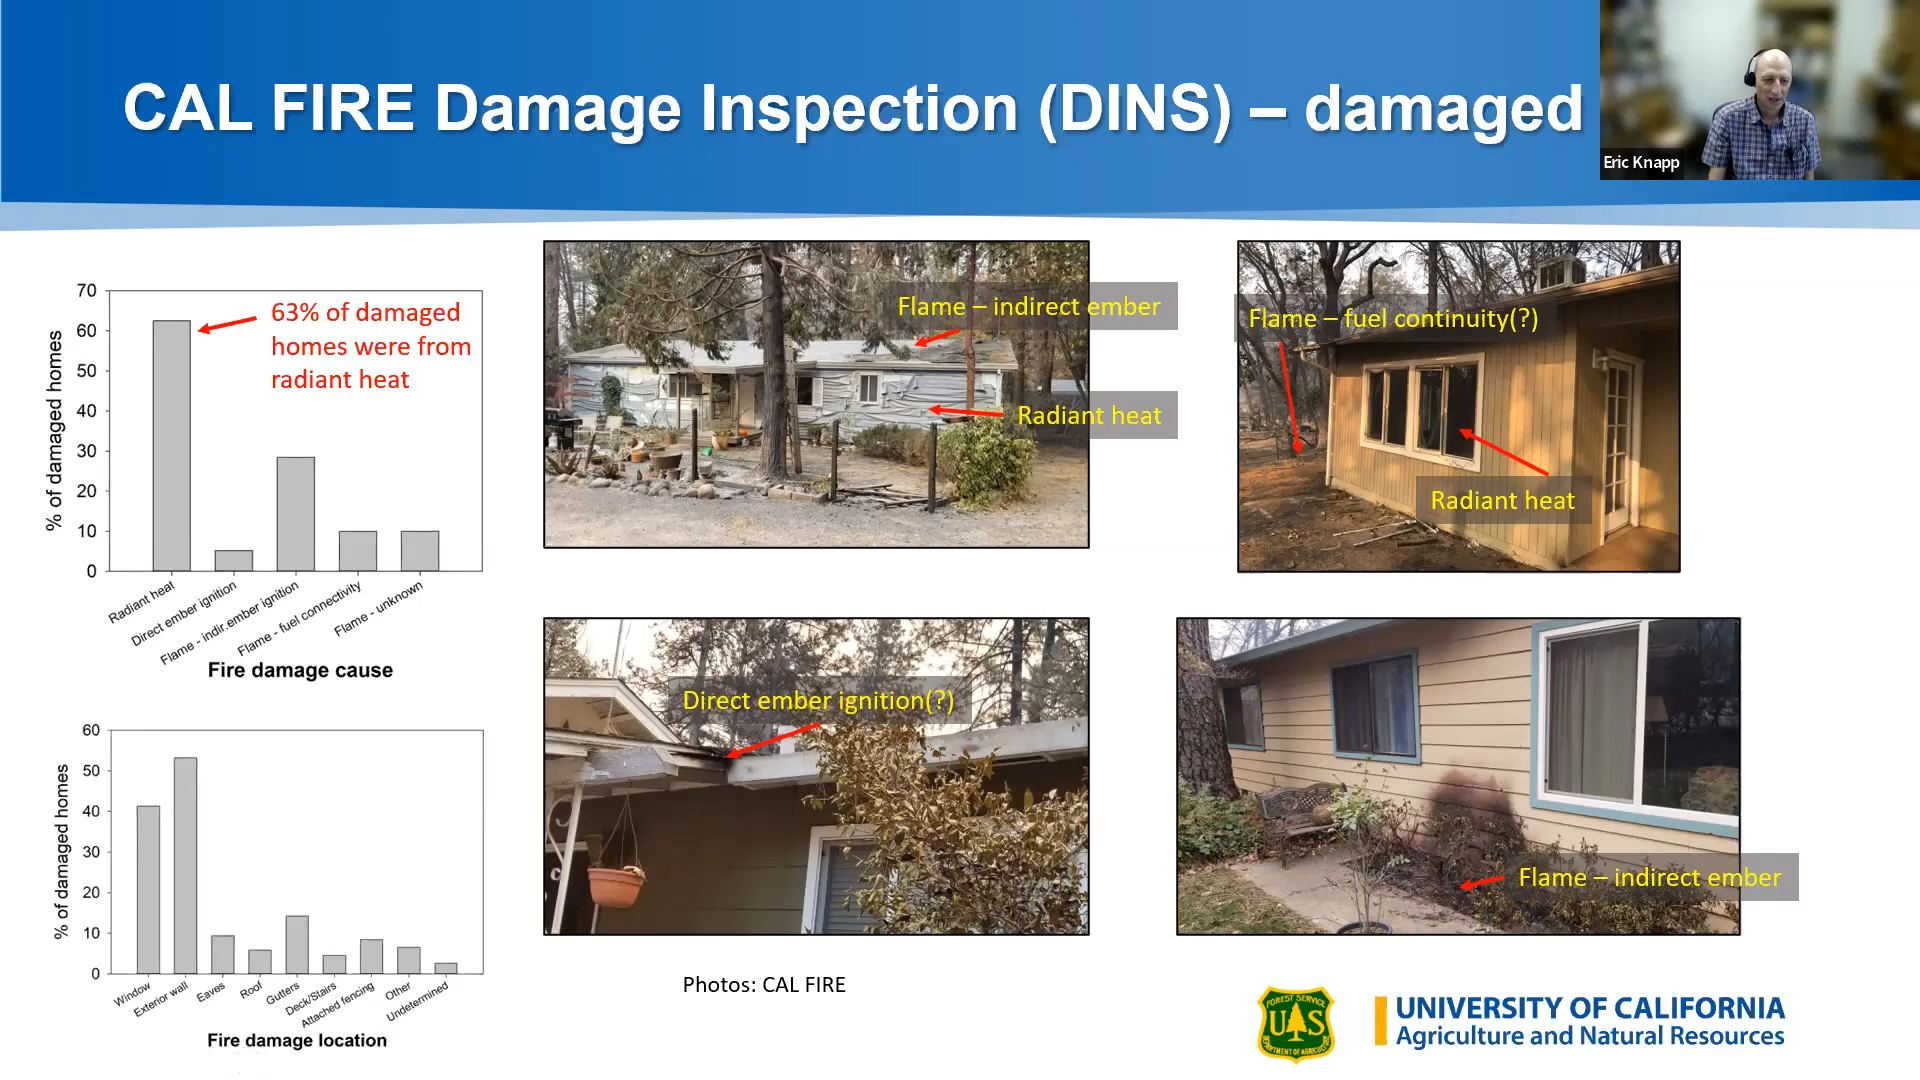 CAL FIRE Damage Inspection (DINS) – damaged
Eric Knapp
70
60
50
40
30
20
10
0
% of damaged homes
63% of damaged
homes were from
radiant heat
Radiant heat
Direct ember ignition
Flame - indir.ember ignition
Flame - fuel connectivity
Flame - unknown
Fire damage cause
60
50
40
30
20
10
0
% of damaged homes
Window
Exterior wall
Eaves
Roof
Gutters
Deck/Stairs
Attached fencing
Other
Undetermined
Fire damage location
Flame – indirect ember
Radiant heat
Flame – fuel continuity(?)
Radiant heat
Direct ember ignition(?)
Flame – indirect ember
Photos: CAL FIRE
FOREST SERVICE
U S
DEPARTMENT OF AGRICULTURE
UNIVERSITY OF CALIFORNIA
Agriculture and Natural Resources